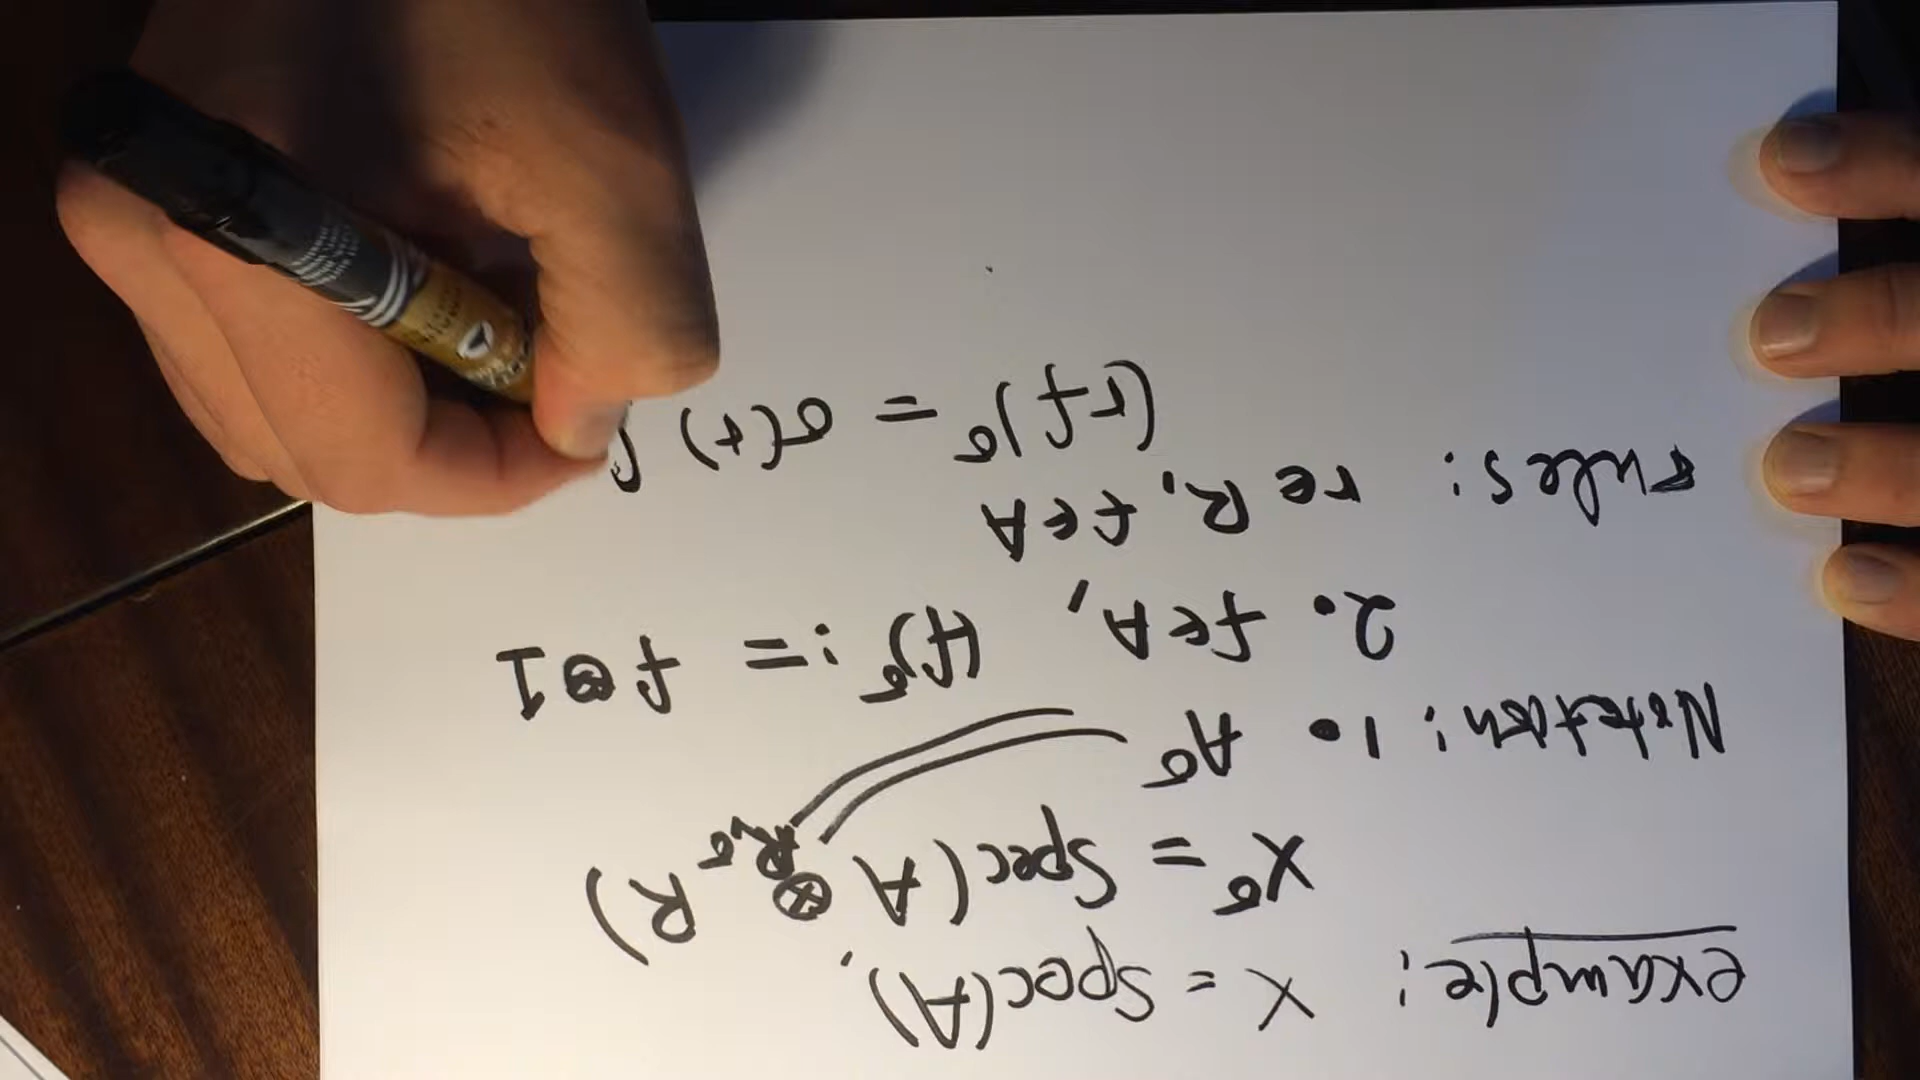 example: X = Spec(A),
X^σ = Spec(A ⊗_{R,σ} R)
Notation: 1. A^σ
2. f∈A, (f)^σ := f⊗1
rules: r∈R, f∈A
(rf)^σ = σ(r) f